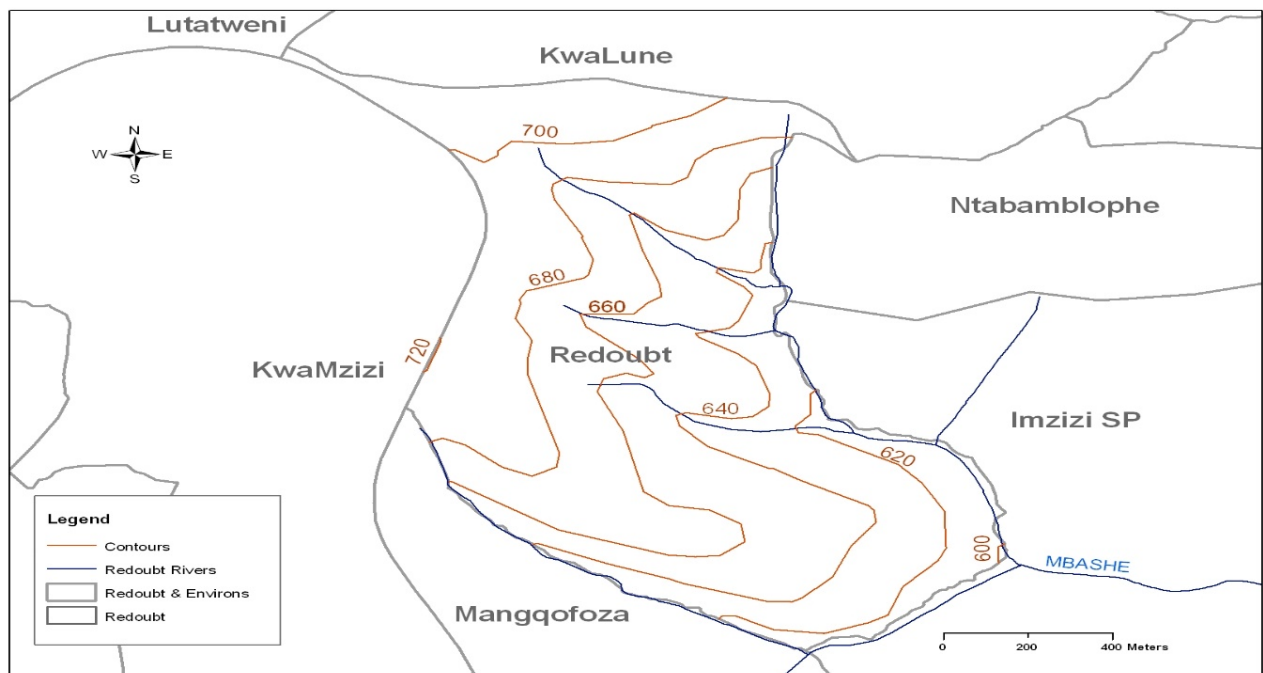 Lutatweni
KwaLune
700
N
W E
S
Ntabamblophe
680
660
720
Redoubt
KwaMzizi
640
Imzizi SP
620
600
MBASHE
Mangqofoza
Legend
Contours
Redoubt Rivers
Redoubt & Environs
Redoubt
0 200 400 Meters